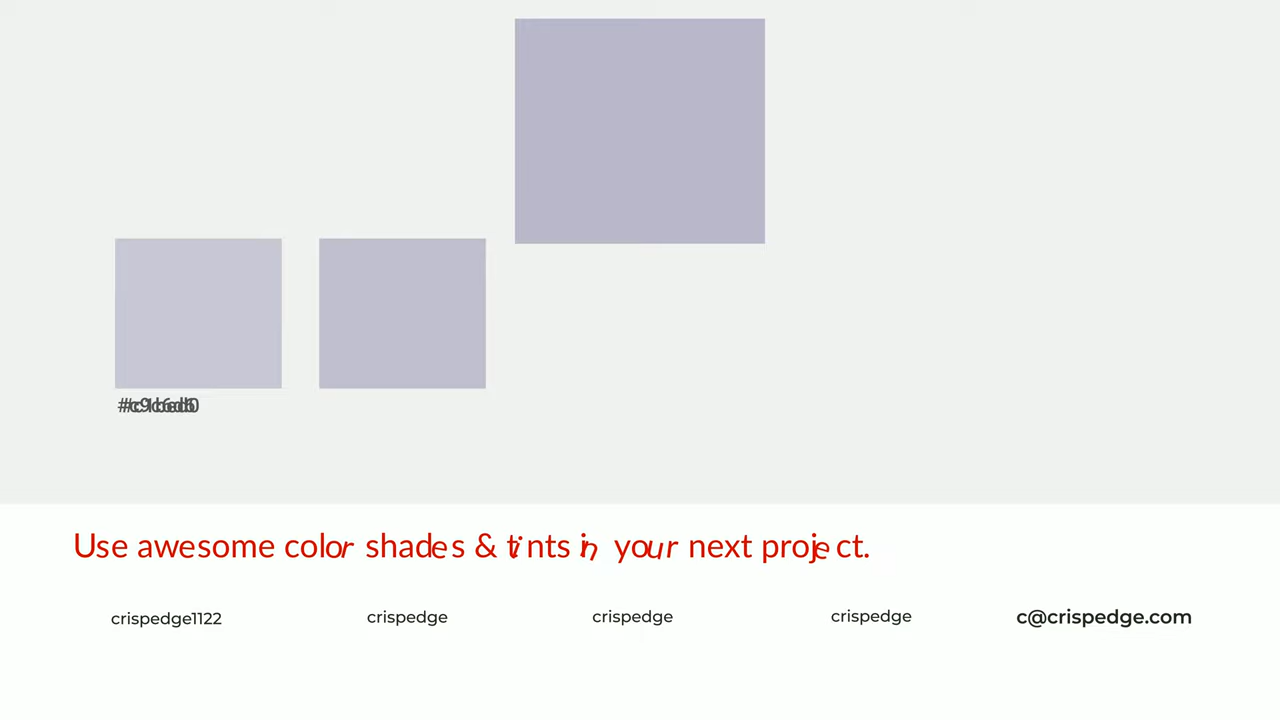 Use awesome color shades & tints in your next project.
crispedge1122 crispedge crispedge crispedge c@crispedge.com